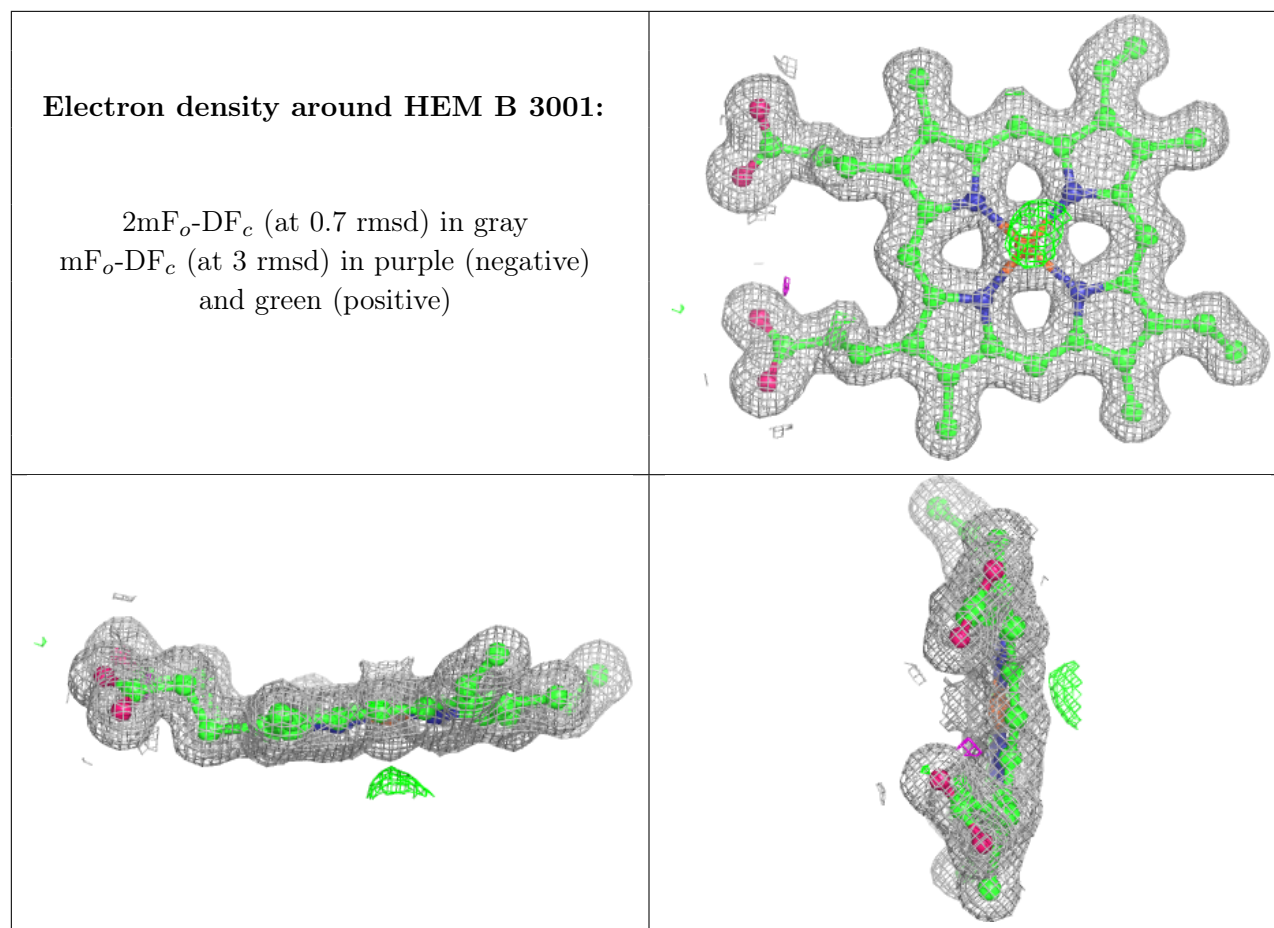 Electron density around HEM B 3001:
2mFₒ-DF𝒸 (at 0.7 rmsd) in gray
mFₒ-DF𝒸 (at 3 rmsd) in purple (negative)
and green (positive)